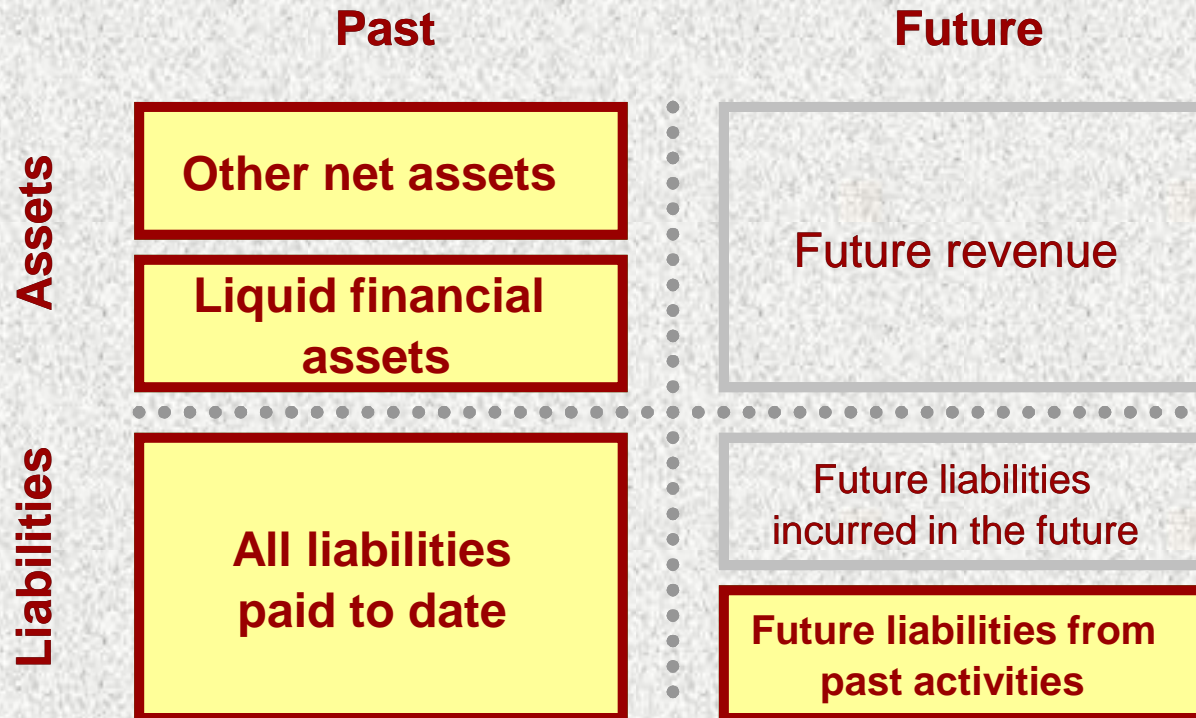 Past
Future
Assets
Other net assets
Liquid financial
assets
Future revenue
Liabilities
All liabilities
paid to date
Future liabilities
incurred in the future
Future liabilities from
past activities